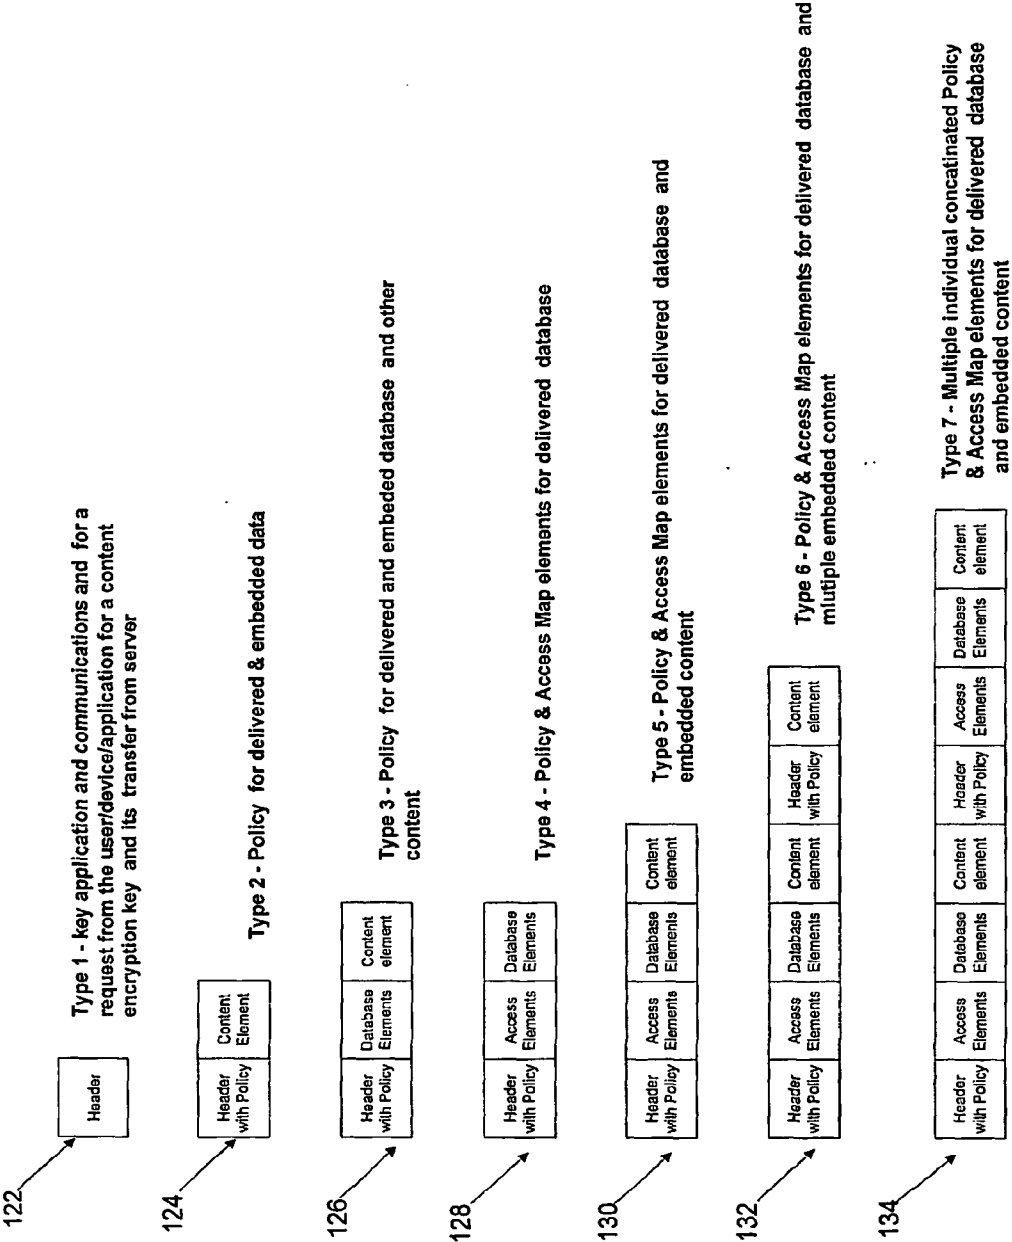 122
Header
Type 1 - key application and communications and for a
request from the user/device/application for a content
encryption key and its transfer from server
124
Header
with Policy
Content
Element
Type 2 - Policy for delivered & embedded data
126
Header
with Policy
Database
Elements
Content
element
Type 3 - Policy for delivered and embeded database and other
content
128
Header
with Policy
Access
Elements
Database
Elements
Type 4 - Policy & Access Map elements for delivered database
130
Header
with Policy
Access
Elements
Database
Elements
Content
element
Type 5 - Policy & Access Map elements for delivered database and
embedded content
132
Header
with Policy
Access
Elements
Database
Elements
Content
element
Header
with Policy
Content
element
Type 6 - Policy & Access Map elements for delivered database and
mlutiple embedded content
134
Header
with Policy
Access
Elements
Database
Elements
Content
element
Header
with Policy
Access
Elements
Database
Elements
Content
element
Type 7 - Multiple individual concatinated Policy
& Access Map elements for delivered database
and embedded content